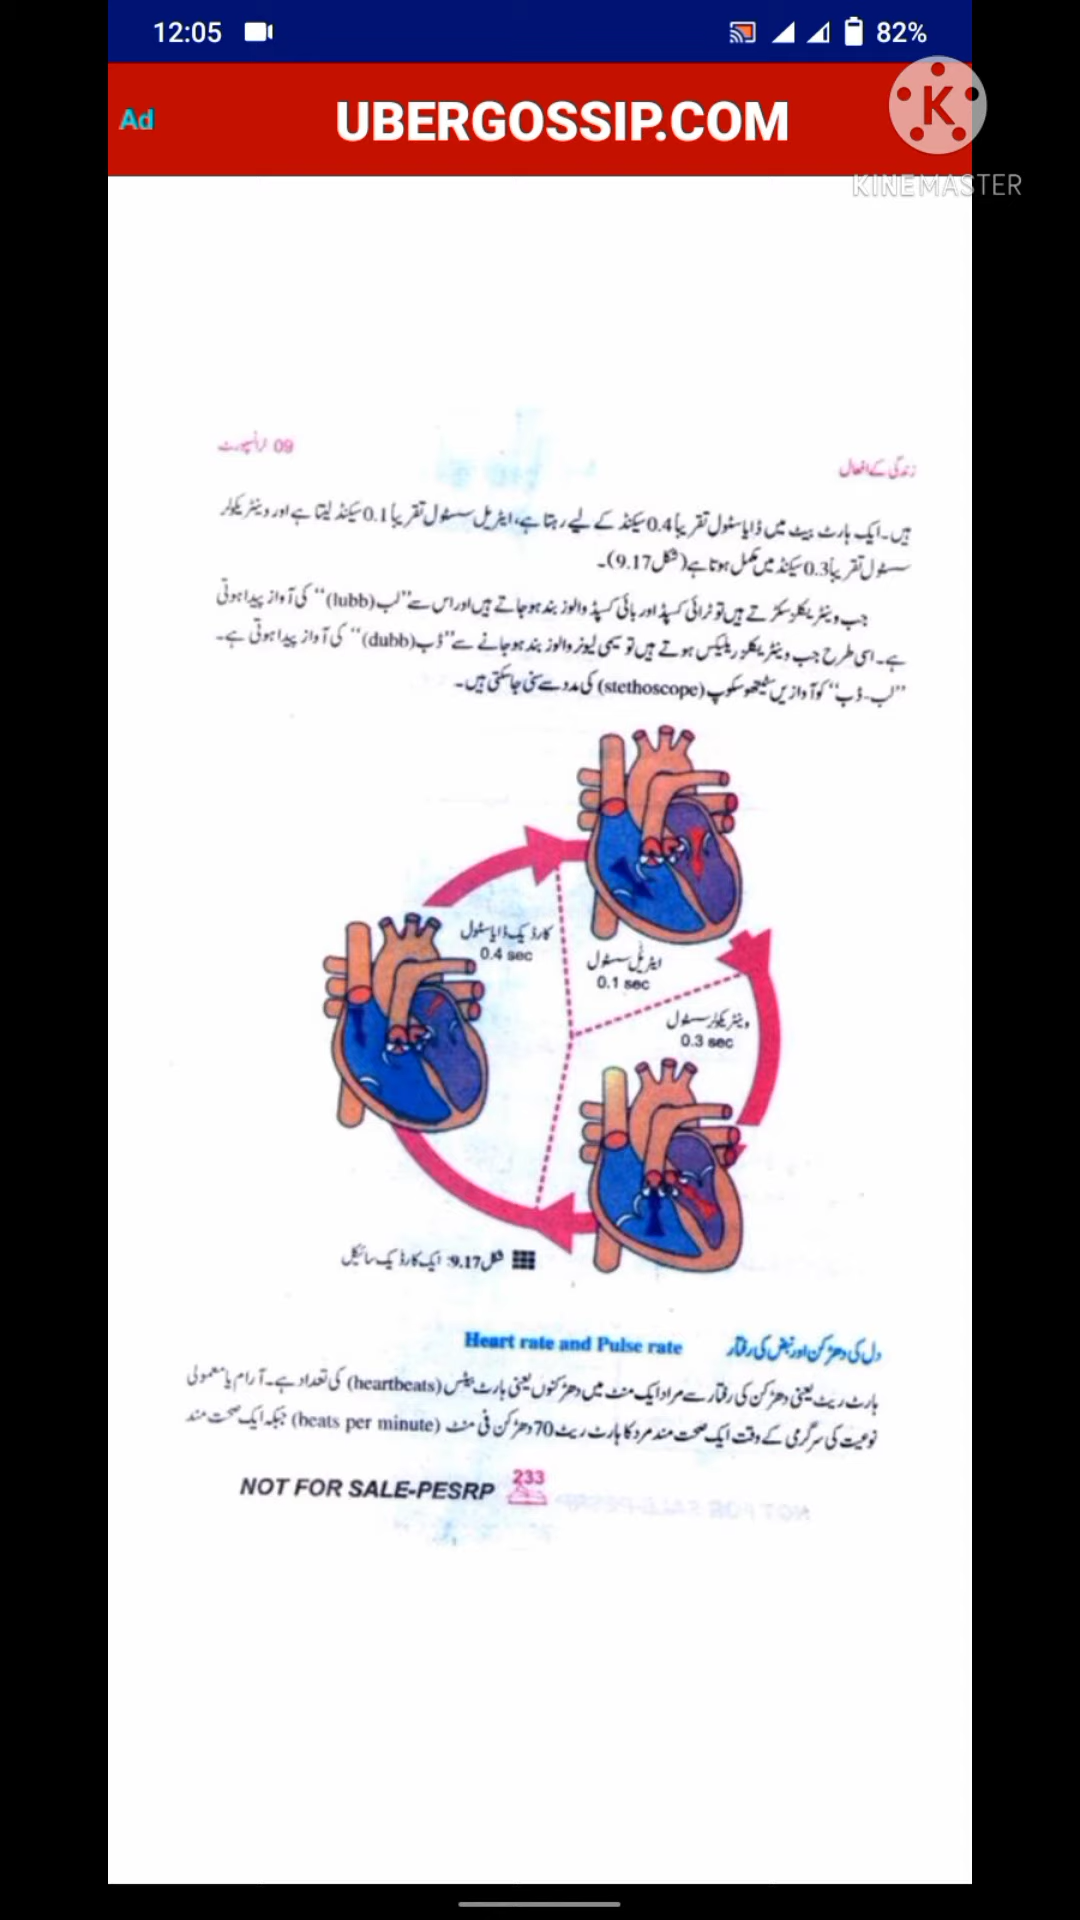 12:05
82%
Ad
UBERGOSSIP.COM
K
KINEMASTER
زندگی کے افعال
09 ٹرانسپورٹ
ہیں۔ ایک ہارٹ بیٹ میں ڈایا سٹول تقریباً 0.4 سیکنڈ کے لیے رہتا ہے، ایٹریل سسٹول تقریباً 0.1 سیکنڈ لیتا ہے اور وینٹریکولر
سسٹول تقریباً 0.3 سیکنڈ میں مکمل ہوتا ہے (شکل 9.17)۔
جب وینٹریکلز سکڑتے ہیں تو ٹرائی کسپڈ اور بائی کسپڈ والوز بند ہو جاتے ہیں اور اس سے ”لب (lubb)“ کی آواز پیدا ہوتی
ہے۔ اسی طرح جب وینٹریکلز ریلیکس ہوتے ہیں تو سیمی لیونر والوز بند ہو جانے سے ”ڈب (dubb)“ کی آواز پیدا ہوتی ہے۔
”لب۔ ڈب“ کو آوازیں سٹیتھوسکوپ (stethoscope) کی مدد سے سنی جا سکتی ہیں۔
کارڈیک ڈایا سٹول
0.4 sec
ایٹریل سسٹول
0.1 sec
وینٹریکولر سسٹول
0.3 sec
شکل 9.17: ایک کارڈیک سائیکل
دل کی دھڑکن اور نبض کی رفتار Heart rate and Pulse rate
ہارٹ ریٹ یعنی دھڑکن کی رفتار سے مراد ایک منٹ میں دھڑکنوں یعنی ہارٹ بیٹس (heartbeats) کی تعداد ہے۔ آرام یا معمولی
نوعیت کی سرگرمی کے وقت ایک صحت مند مرد کا ہارٹ ریٹ 70 دھڑکن فی منٹ (beats per minute) جبکہ ایک صحت مند
233
NOT FOR SALE-PESRP